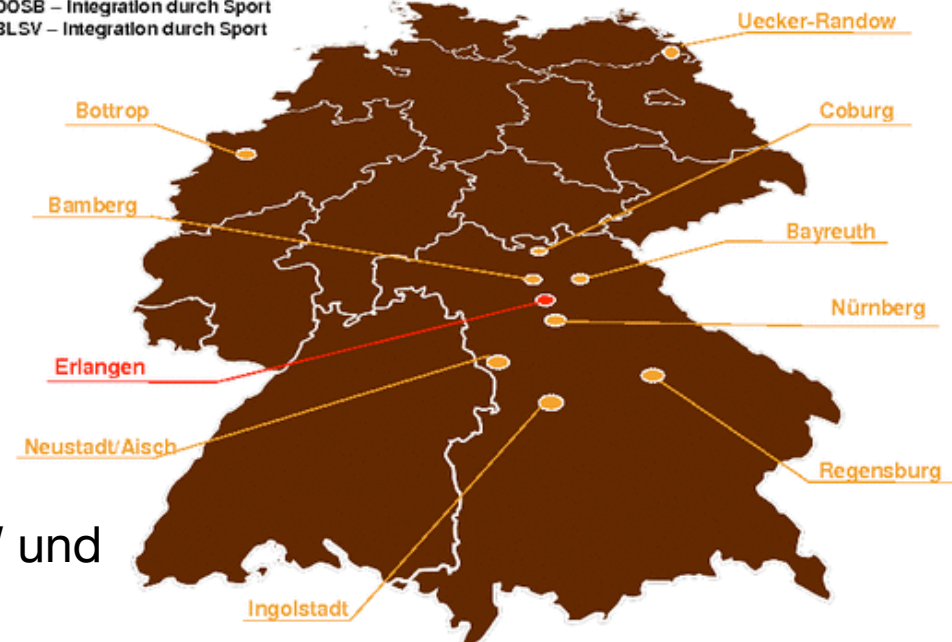 DOSB – Integration durch Sport
BLSV – Integration durch Sport
Uecker-Randow
Bottrop
Coburg
Bamberg
Bayreuth
Nürnberg
Erlangen
Neustadt/Aisch
Regensburg
und
Ingolstadt